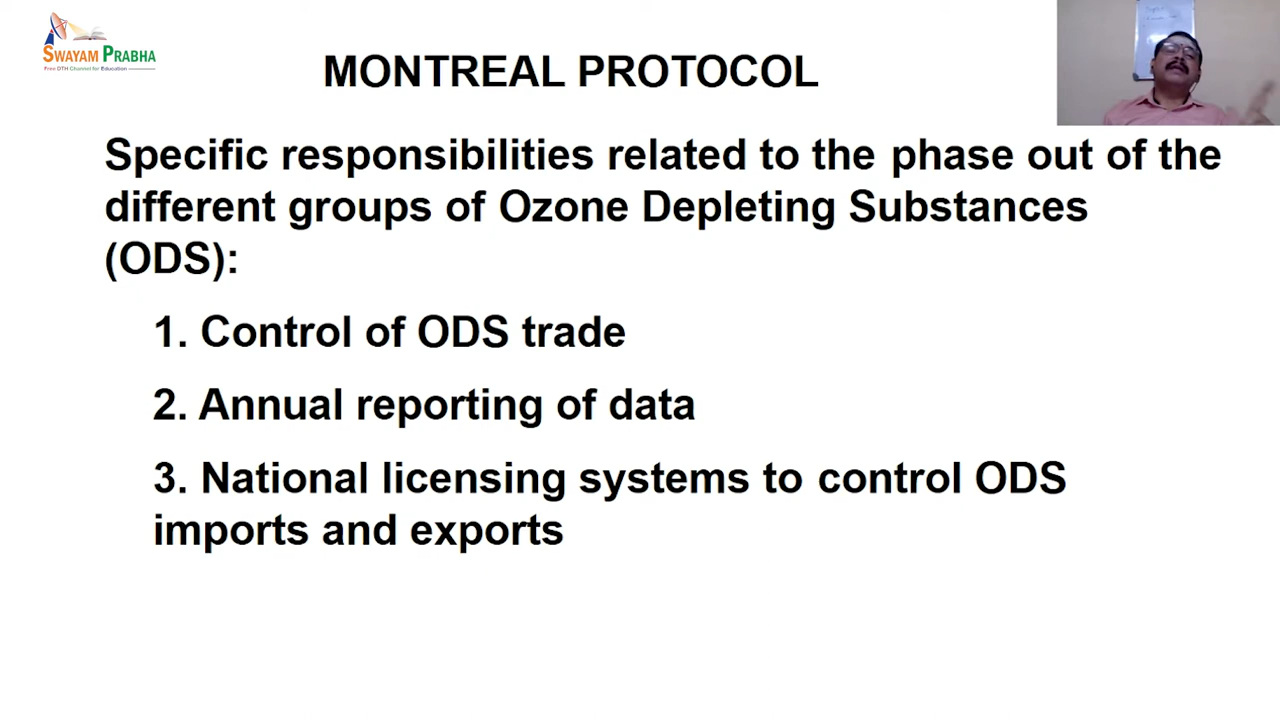 SWAYAM PRABHA
Free DTH Channel for Education
MONTREAL PROTOCOL
Specific responsibilities related to the phase out of the
different groups of Ozone Depleting Substances
(ODS):
1. Control of ODS trade
2. Annual reporting of data
3. National licensing systems to control ODS
imports and exports